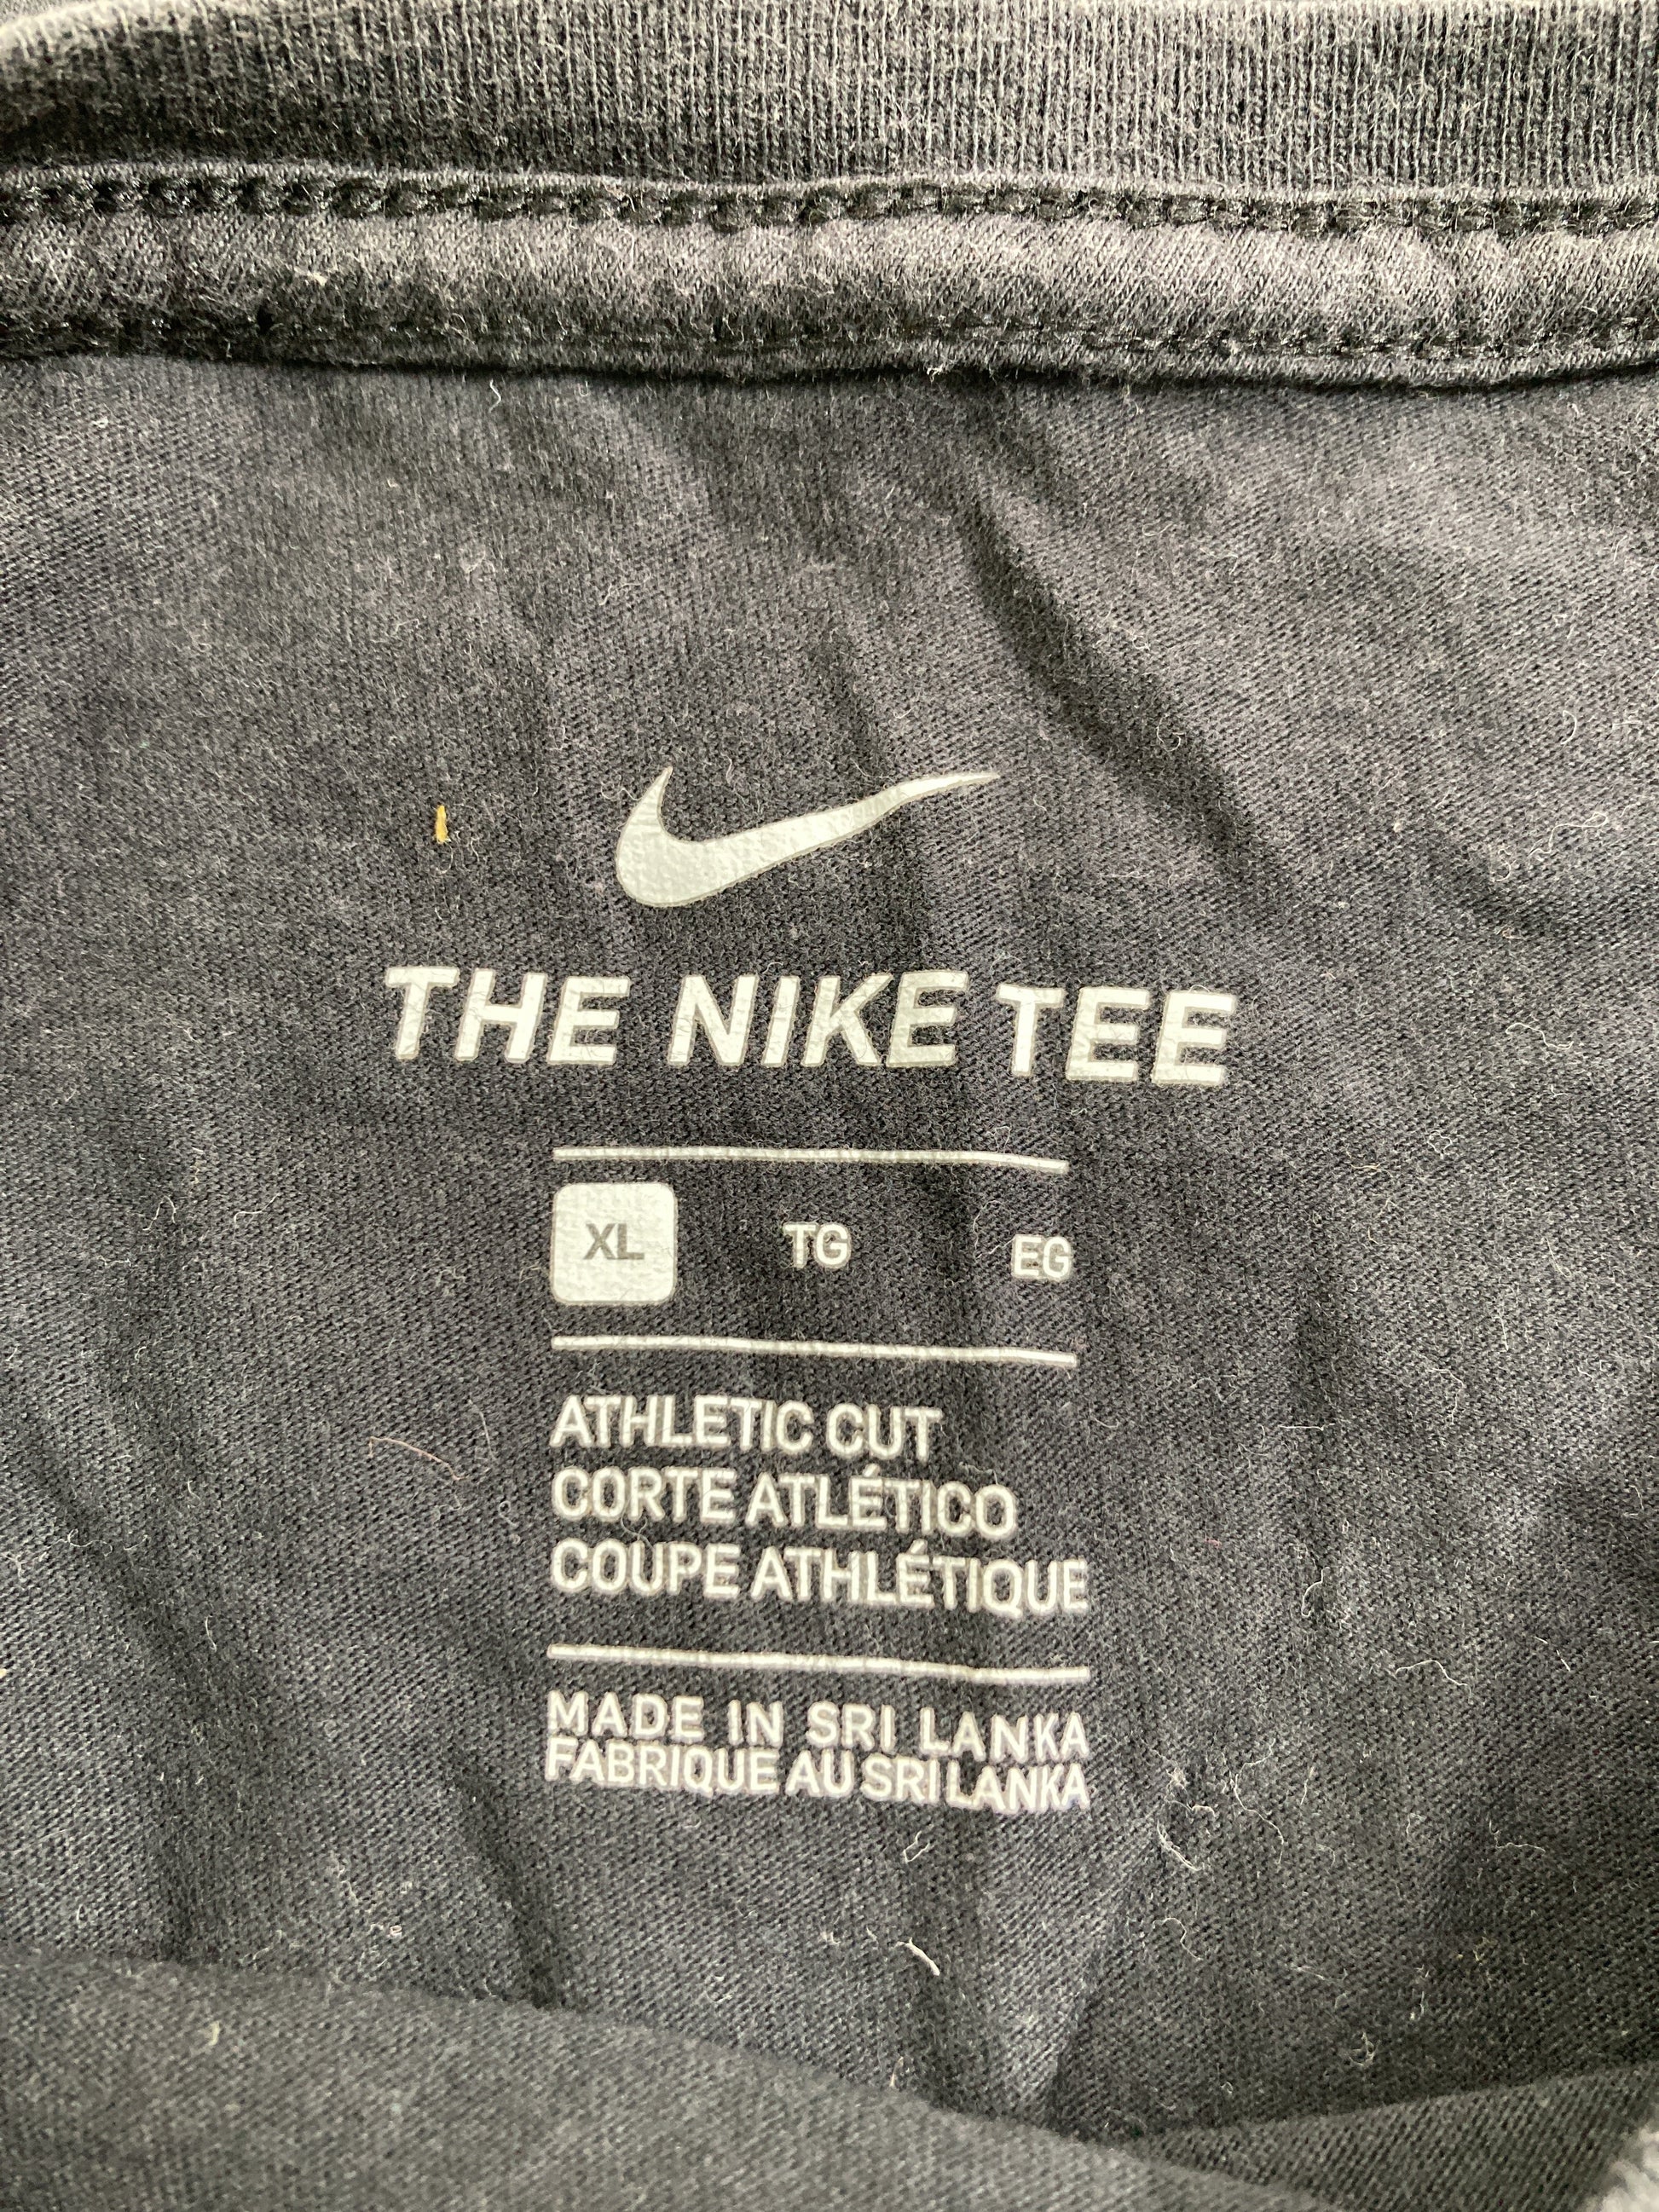 THE NIKE TEE
XL TG EG
ATHLETIC CUT
CORTE ATLÉTICO
COUPE ATHLÉTIQUE
MADE IN SRI LANKA
FABRIQUE AU SRI LANKA